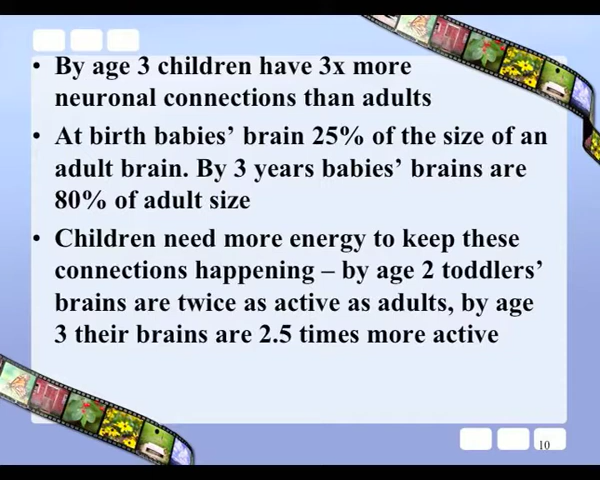 • By age 3 children have 3x more
neuronal connections than adults
• At birth babies’ brain 25% of the size of an
adult brain. By 3 years babies’ brains are
80% of adult size
• Children need more energy to keep these
connections happening – by age 2 toddlers’
brains are twice as active as adults, by age
3 their brains are 2.5 times more active
10